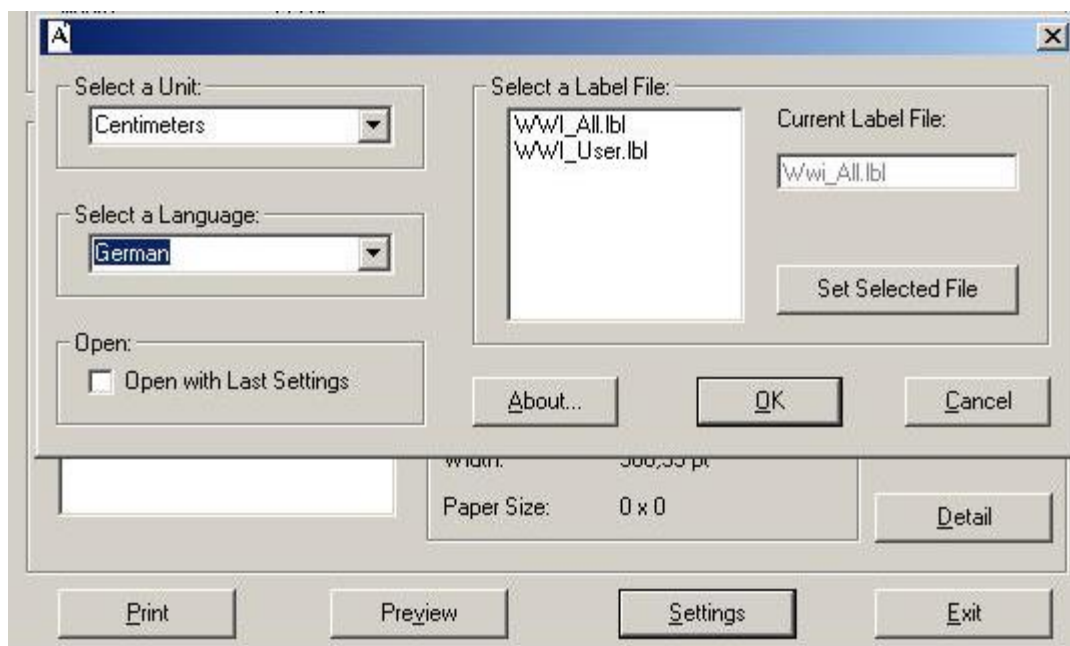 A
Select a Unit:
Centimeters
Select a Language:
German
Open:
Open with Last Settings
Select a Label File:
WWI_All.lbl
WWI_User.lbl
Current Label File:
Wwi_All.lbl
Set Selected File
About...
OK
Cancel
Width:
Paper Size: 0 x 0
Detail
Print
Preview
Settings
Exit